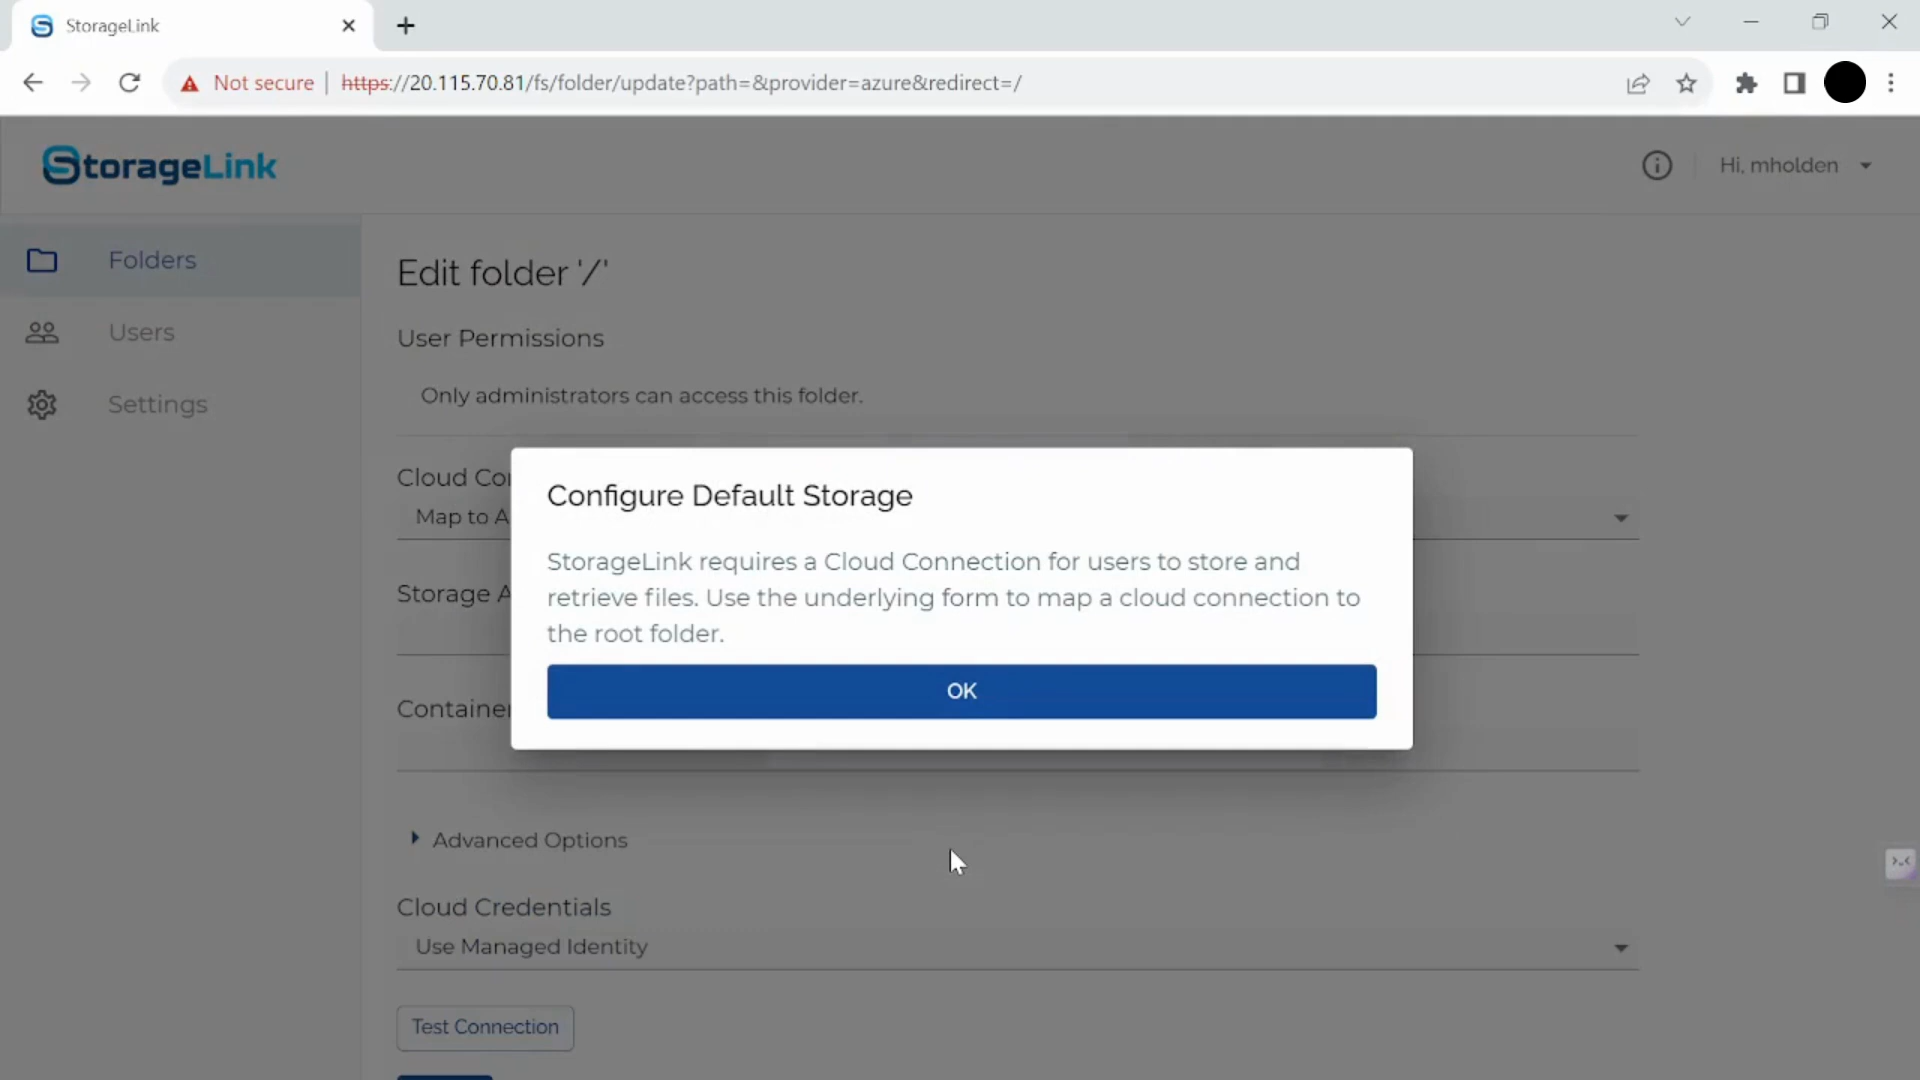 StorageLink
Not secure
https://20.115.70.81/fs/folder/update?path=&provider=azure&redirect=/
StorageLink
Hi, mholden
Folders
Users
Settings
Edit folder '/'
User Permissions
Only administrators can access this folder.
Cloud Co
Map to A
Storage A
Container
Configure Default Storage
StorageLink requires a Cloud Connection for users to store and
retrieve files. Use the underlying form to map a cloud connection to
the root folder.
OK
Advanced Options
Cloud Credentials
Use Managed Identity
Test Connection